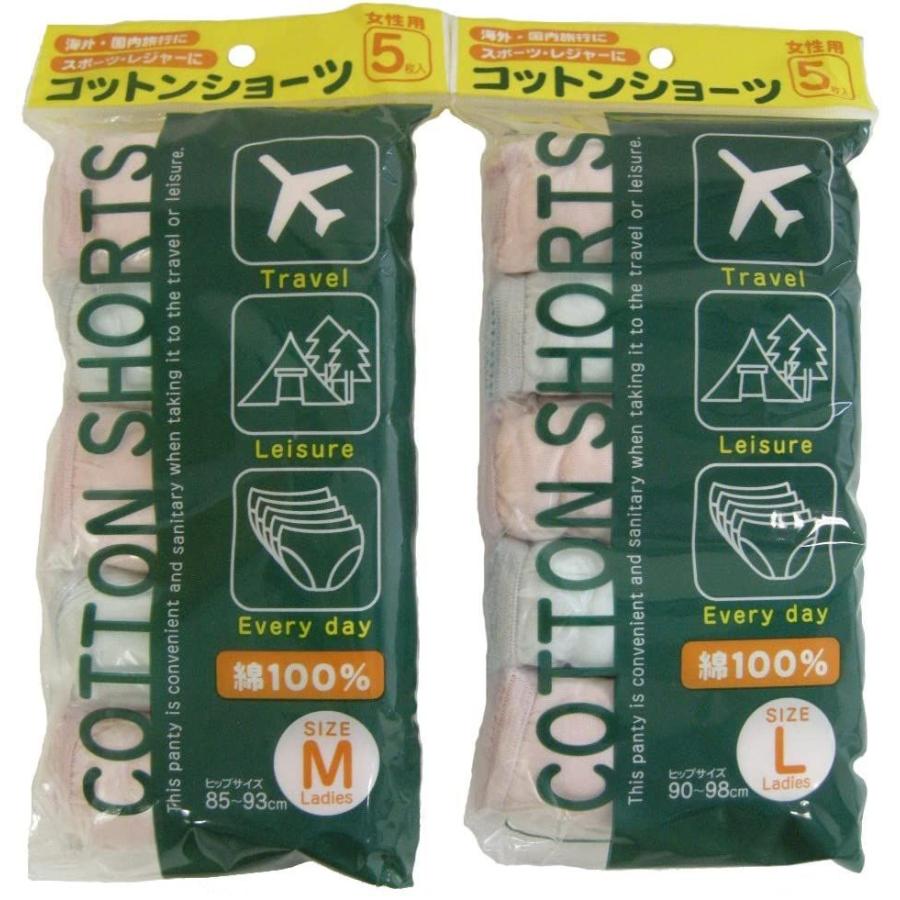 海外・国内旅行に
スポーツ・レジャーに
コットンショーツ
女性用
5枚入
COTTON SHORTS
This panty is convenient and sanitary when taking it to the travel or leisure.
Travel
Leisure
Every day
綿100%
SIZE
M
Ladies
ヒップサイズ
85~93cm
海外・国内旅行に
スポーツ・レジャーに
コットンショーツ
女性用
5枚入
COTTON SHORTS
This panty is convenient and sanitary when taking it to the travel or leisure.
Travel
Leisure
Every day
綿100%
SIZE
L
Ladies
ヒップサイズ
90~98cm